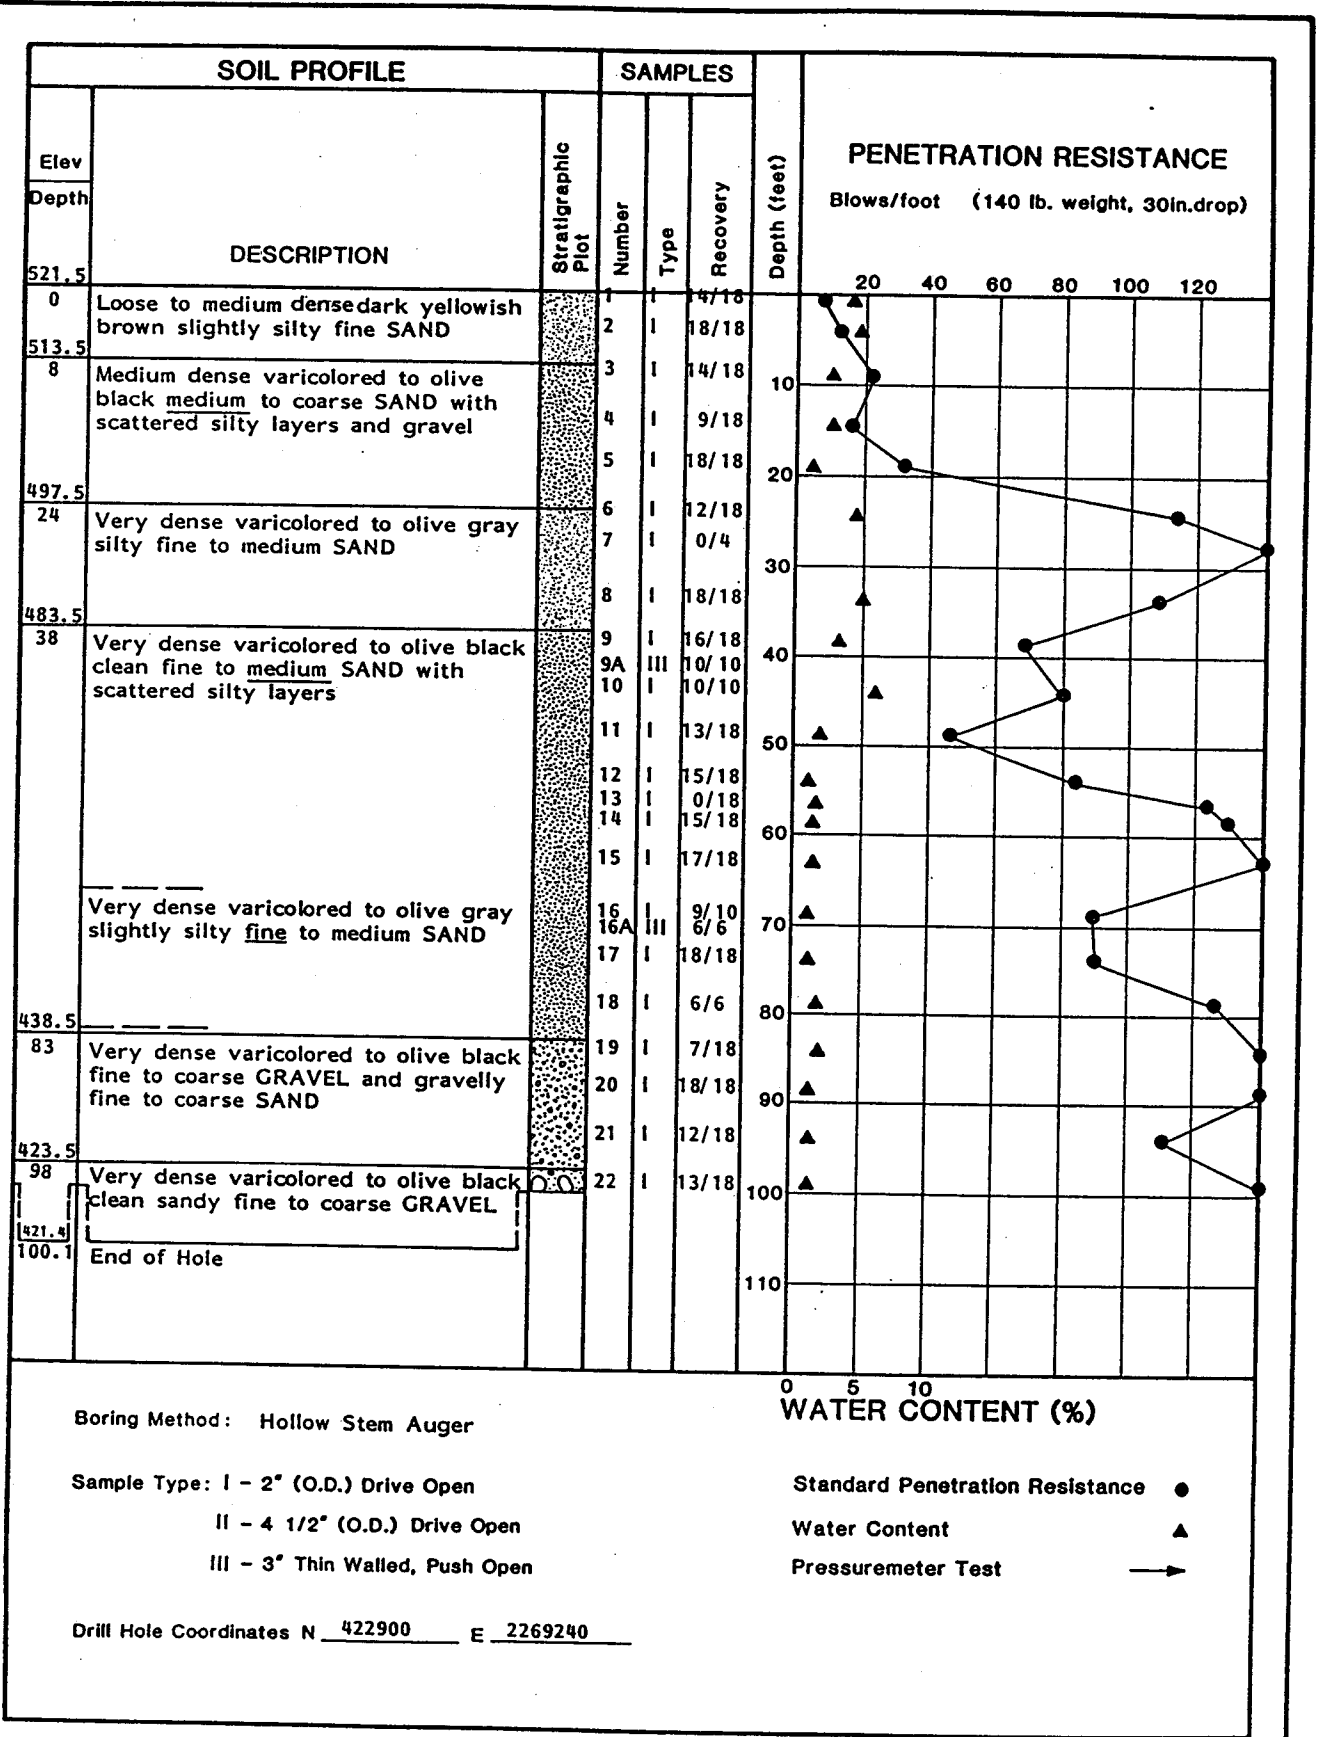 SOIL PROFILE
SAMPLES
Elev
Depth
DESCRIPTION
Stratigraphic Plot
Number
Type
Recovery
Depth (feet)
PENETRATION RESISTANCE
Blows/foot (140 lb. weight, 30in.drop)
20 40 60 80 100 120
521.5
0
Loose to medium dense dark yellowish
brown slightly silty fine SAND
1 I 14/18
2 I 18/18
513.5
8
Medium dense varicolored to olive
black medium to coarse SAND with
scattered silty layers and gravel
3 I 14/18
10
4 I 9/18
5 I 18/18
20
497.5
24
Very dense varicolored to olive gray
silty fine to medium SAND
6 I 12/18
7 I 0/4
30
8 I 18/18
483.5
38
Very dense varicolored to olive black
clean fine to medium SAND with
scattered silty layers
9 I 16/18
40
9A III 10/10
10 I 10/10
11 I 13/18
50
12 I 15/18
13 I 0/18
14 I 15/18
60
15 I 17/18
Very dense varicolored to olive gray
slightly silty fine to medium SAND
16 I 9/10
16A III 6/6
70
17 I 18/18
18 I 6/6
80
438.5
83
Very dense varicolored to olive black
fine to coarse GRAVEL and gravelly
fine to coarse SAND
19 I 7/18
20 I 18/18
90
21 I 12/18
423.5
98
Very dense varicolored to olive black
clean sandy fine to coarse GRAVEL
22 I 13/18
100
421.4
100.1
End of Hole
110
0 5 10
WATER CONTENT (%)
Boring Method: Hollow Stem Auger
Sample Type: I - 2" (O.D.) Drive Open
II - 4 1/2" (O.D.) Drive Open
III - 3" Thin Walled, Push Open
Standard Penetration Resistance
Water Content
Pressuremeter Test
Drill Hole Coordinates N 422900 E 2269240